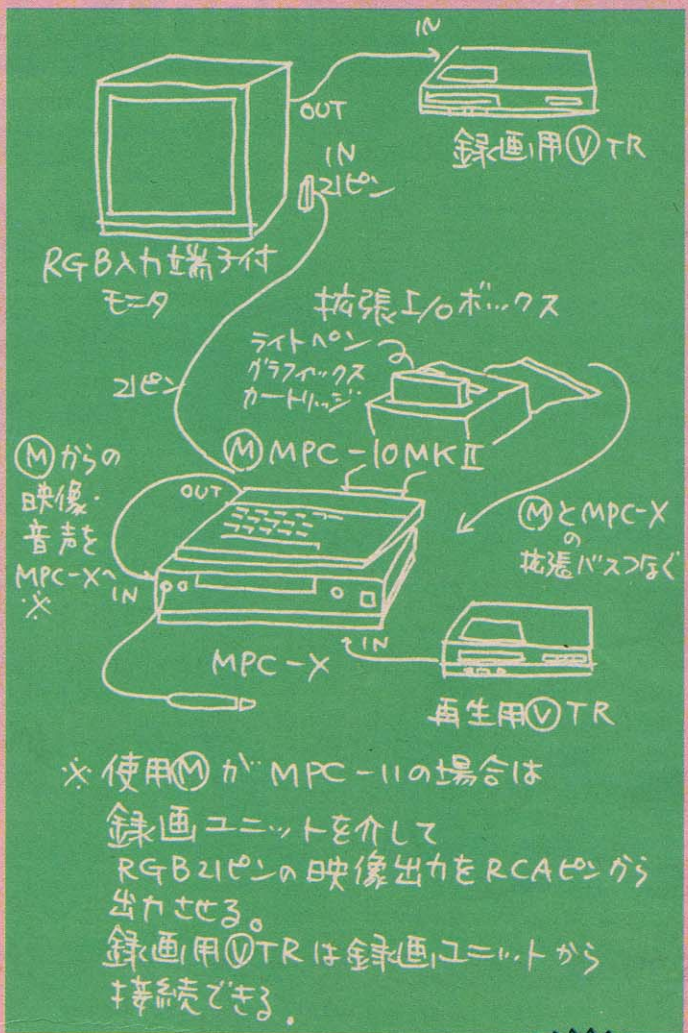 IN
OUT
録画用ⓋTR
IN
21ピン
RGB入力端子付
モニタ
拡張I/Oボックス
ライトペン
グラフィックス
カートリッジ
21ピン
ⓂMPC-10MKⅡ
Ⓜからの
映像・
音声を
MPC-Xへ
※
OUT
IN
ⓂとMPC-X
の
拡張バスつなぐ
MPC-X
IN
再生用ⓋTR
※使用ⓂがMPC-11の場合は
録画ユニットを介して
RGB21ピンの映像出力をRCAピンから
出力させる。
録画用ⓋTRは録画ユニットから
接続できる.